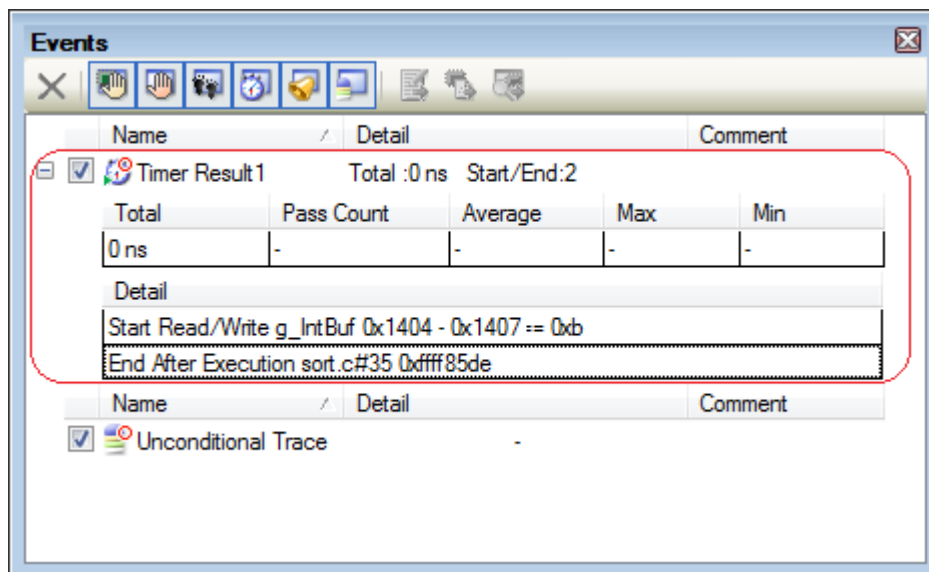 Events
Name Detail Comment
Timer Result1 Total :0 ns Start/End:2
Total Pass Count Average Max Min
0 ns - - - -
Detail
Start Read/Write g_IntBuf 0x1404 - 0x1407 == 0xb
End After Execution sort.c#35 0xffff85de
Name Detail Comment
Unconditional Trace -